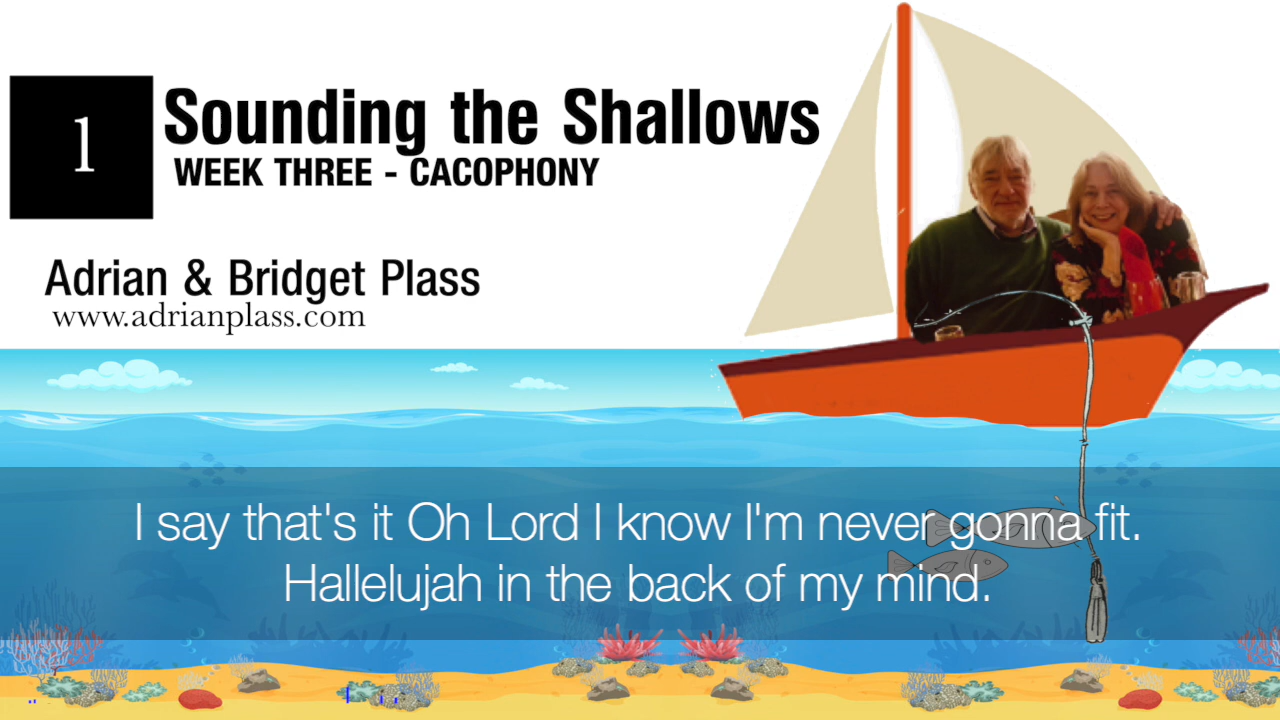 1
Sounding the Shallows
WEEK THREE - CACOPHONY
Adrian & Bridget Plass
www.adrianplass.com
I say that's it Oh Lord I know I'm never gonna fit.
Hallelujah in the back of my mind.